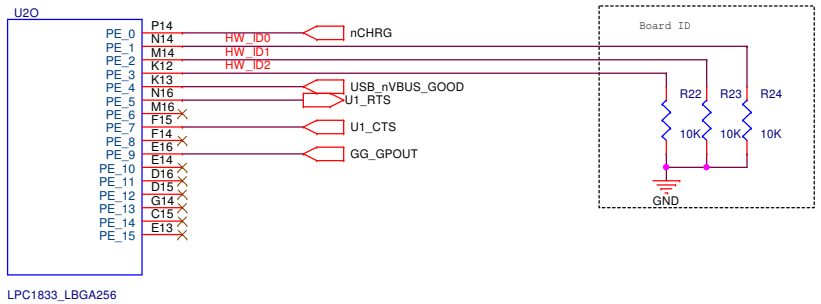 U2O
PE_0 P14 nCHRG
PE_1 N14 HW_ID0
PE_2 M14 HW_ID1
PE_3 K12 HW_ID2
PE_4 K13 USB_nVBUS_GOOD
PE_5 N16 U1_RTS
PE_6 M16
PE_7 F15 U1_CTS
PE_8 F14
PE_9 E16 GG_GPOUT
PE_10 E14
PE_11 D16
PE_12 D15
PE_13 G14
PE_14 C15
PE_15 E13
LPC1833_LBGA256
Board ID
R22 R23 R24
10K 10K 10K
GND